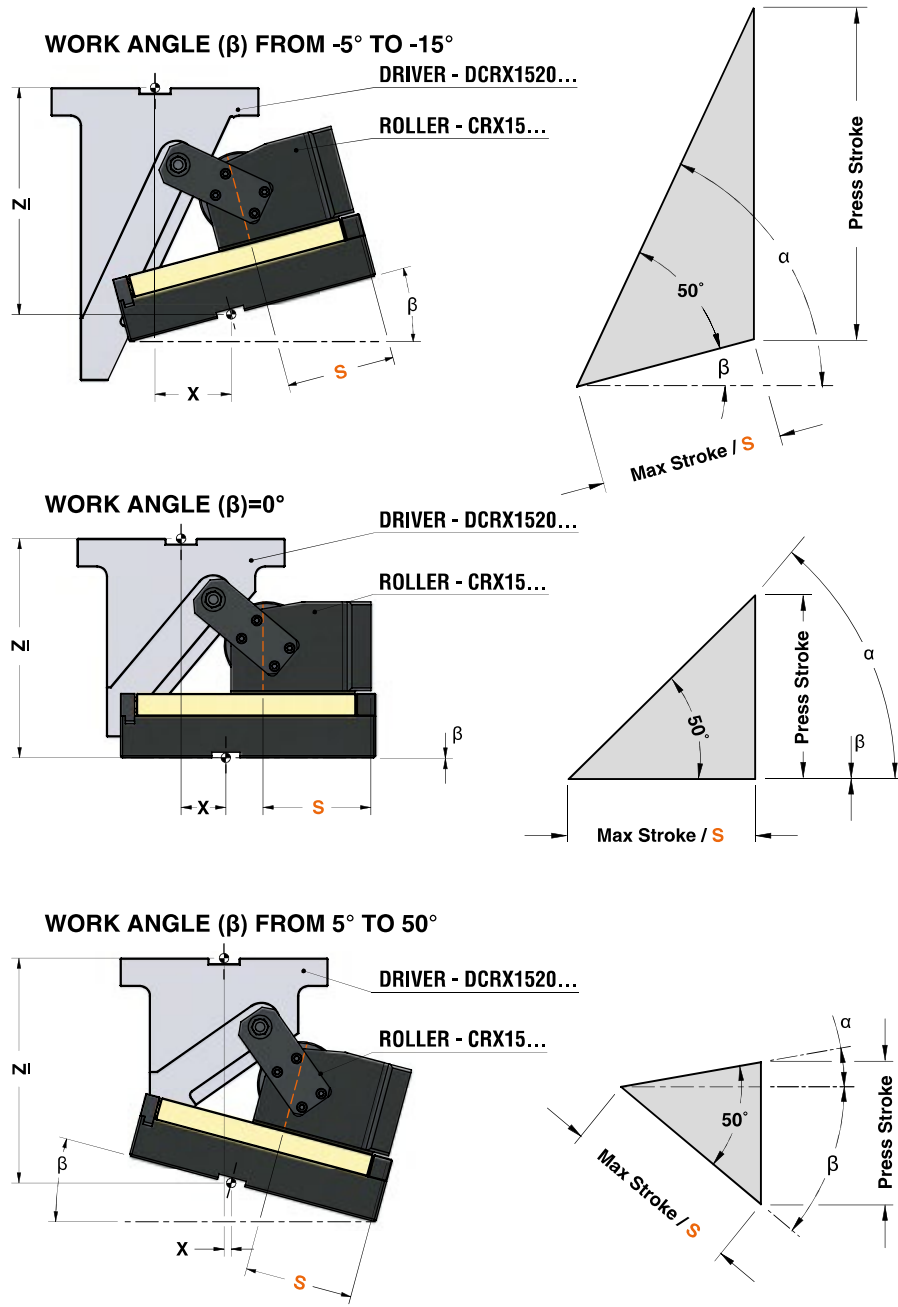 WORK ANGLE (β) FROM -5° TO -15°
DRIVER - DCRX1520...
ROLLER - CRX15...
Z
β
S
X
Press Stroke
α
50°
β
Max Stroke / S
WORK ANGLE (β)=0°
DRIVER - DCRX1520...
ROLLER - CRX15...
Z
β
X
S
α
Press Stroke
50°
β
Max Stroke / S
WORK ANGLE (β) FROM 5° TO 50°
DRIVER - DCRX1520...
ROLLER - CRX15...
Z
β
X
S
α
50°
β
Press Stroke
Max Stroke / S